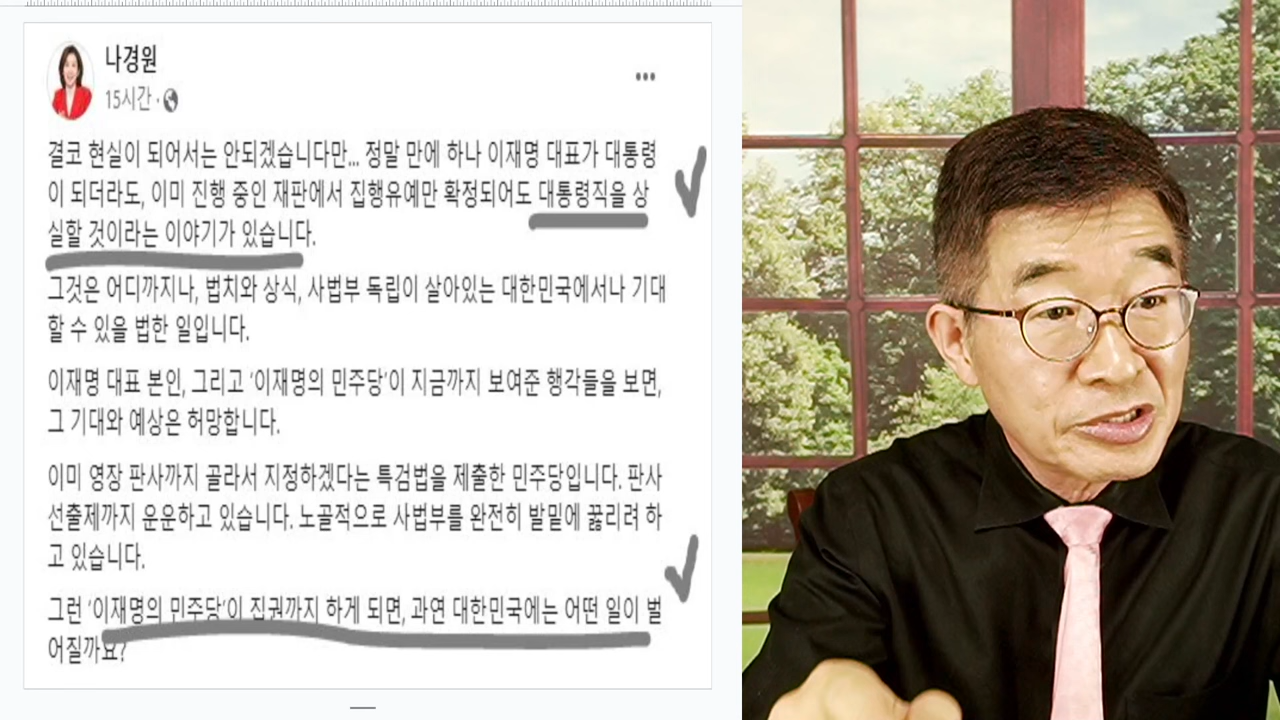 나경원
15시간 ·
결코 현실이 되어서는 안되겠습니다만... 정말 만에 하나 이재명 대표가 대통령
이 되더라도, 이미 진행 중인 재판에서 집행유예만 확정되어도 대통령직을 상
실할 것이라는 이야기가 있습니다.
그것은 어디까지나, 법치와 상식, 사법부 독립이 살아있는 대한민국에서나 기대
할 수 있을 법한 일입니다.
이재명 대표 본인, 그리고 '이재명의 민주당'이 지금까지 보여준 행각들을 보면,
그 기대와 예상은 허망합니다.
이미 영장 판사까지 골라서 지정하겠다는 특검법을 제출한 민주당입니다. 판사
선출제까지 운운하고 있습니다. 노골적으로 사법부를 완전히 발밑에 꿇리려 하
고 있습니다.
그런 '이재명의 민주당'이 집권까지 하게 되면, 과연 대한민국에는 어떤 일이 벌
어질까요?